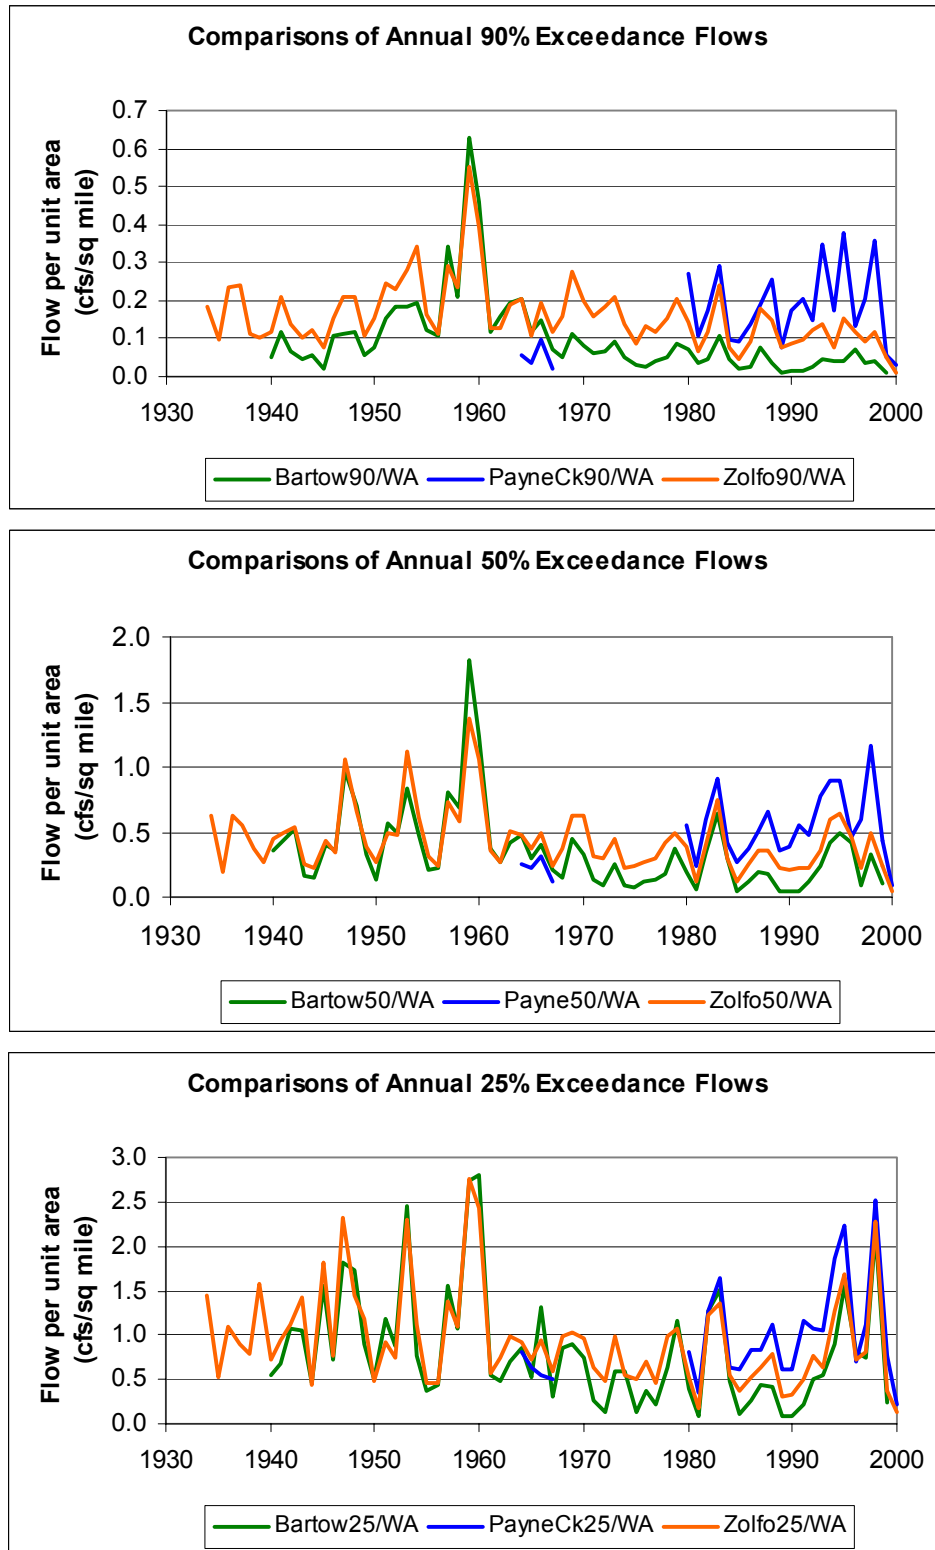 Comparisons of Annual 90% Exceedance Flows
Flow per unit area
(cfs/sq mile)
0.7
0.6
0.5
0.4
0.3
0.2
0.1
0.0
1930 1940 1950 1960 1970 1980 1990 2000
Bartow90/WA PayneCk90/WA Zolfo90/WA
Comparisons of Annual 50% Exceedance Flows
Flow per unit area
(cfs/sq mile)
2.0
1.5
1.0
0.5
0.0
1930 1940 1950 1960 1970 1980 1990 2000
Bartow50/WA Payne50/WA Zolfo50/WA
Comparisons of Annual 25% Exceedance Flows
Flow per unit area
(cfs/sq mile)
3.0
2.5
2.0
1.5
1.0
0.5
0.0
1930 1940 1950 1960 1970 1980 1990 2000
Bartow25/WA PayneCk25/WA Zolfo25/WA